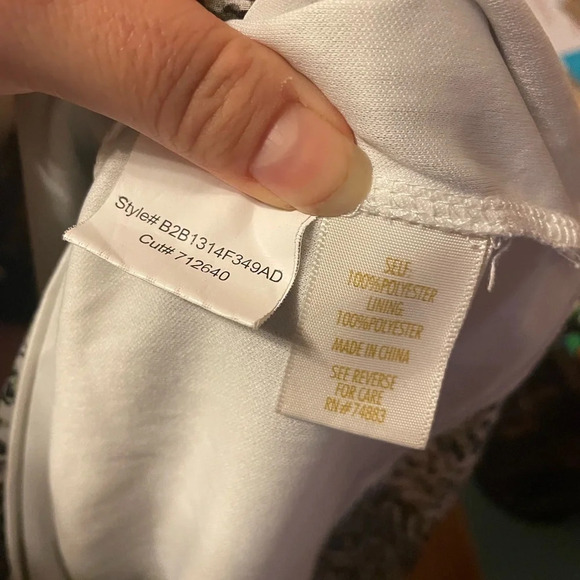 Style# B2B1314F349AD
Cut# 712640
SELF:
100%POLYESTER
LINING
100%POLYESTER
MADE IN CHINA
SEE REVERSE
FOR CARE
RN# 74883